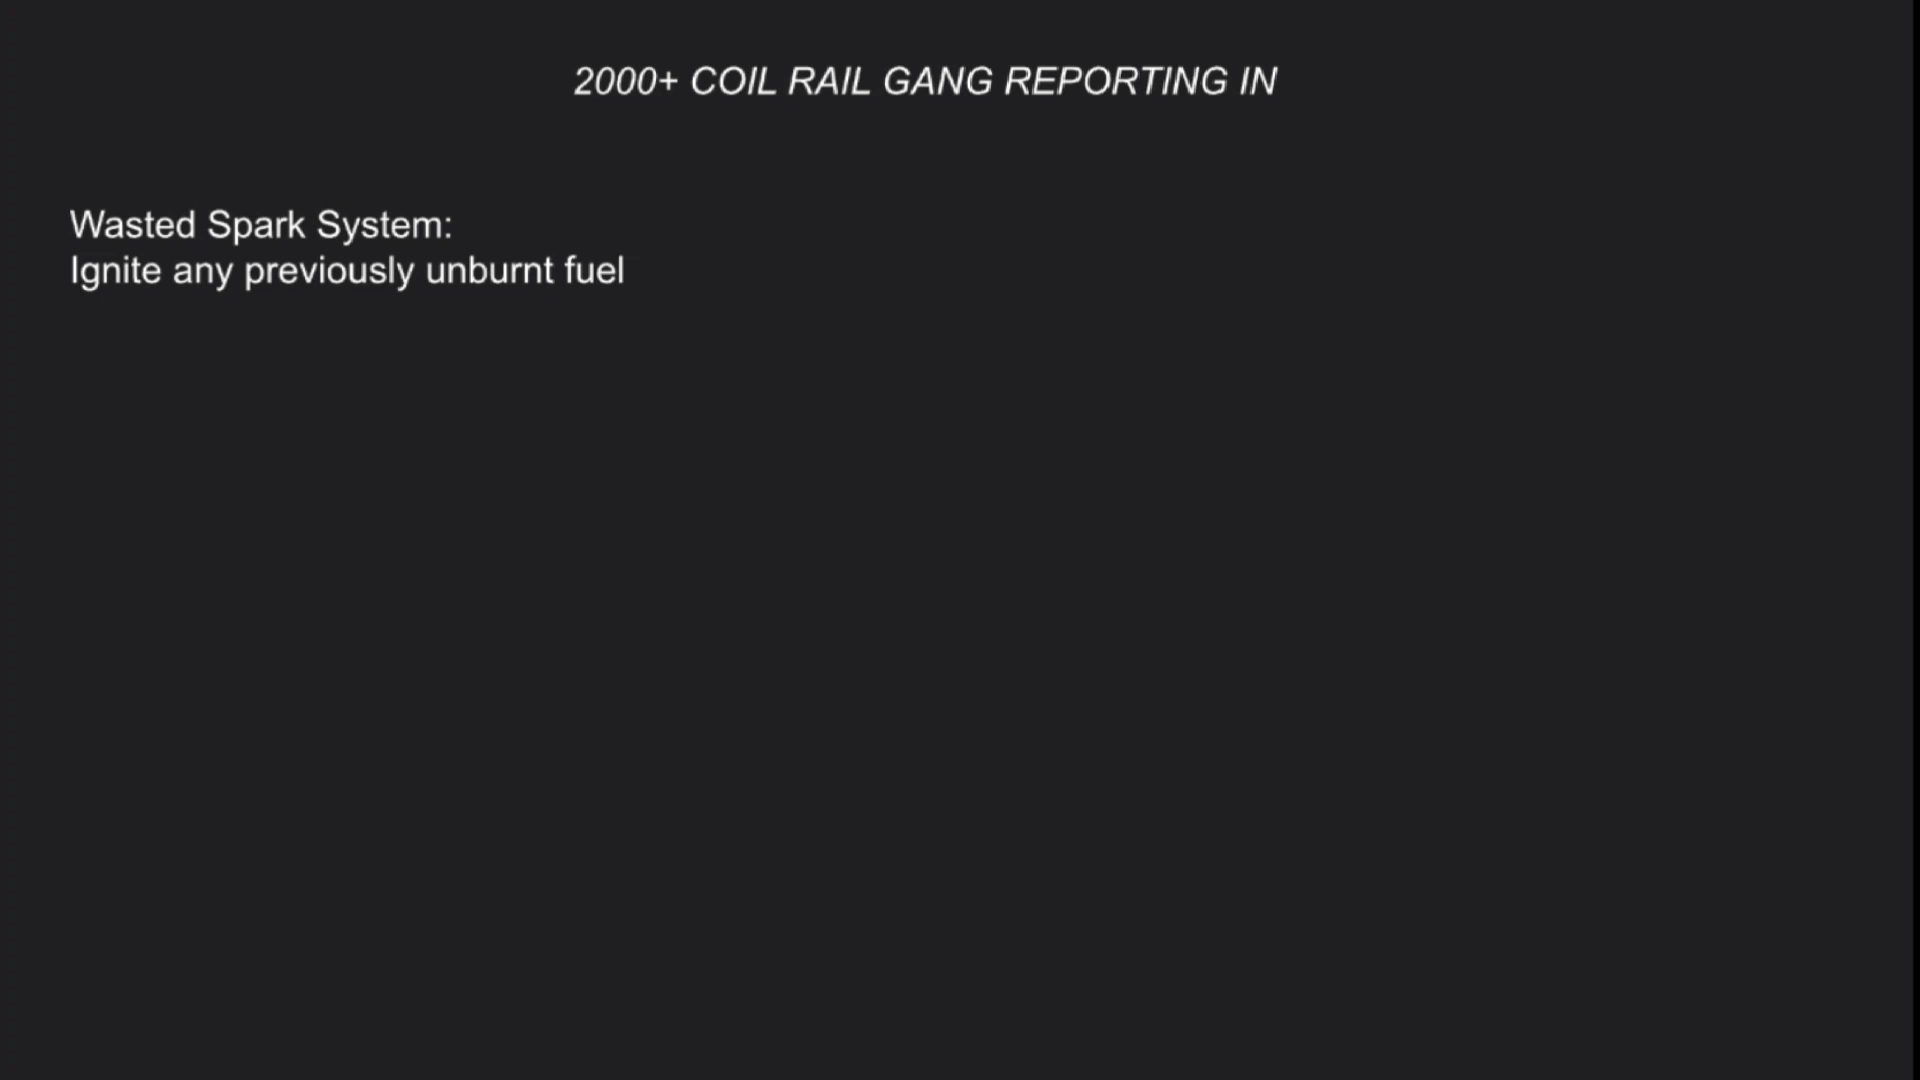 2000+ COIL RAIL GANG REPORTING IN
Wasted Spark System:
Ignite any previously unburnt fuel